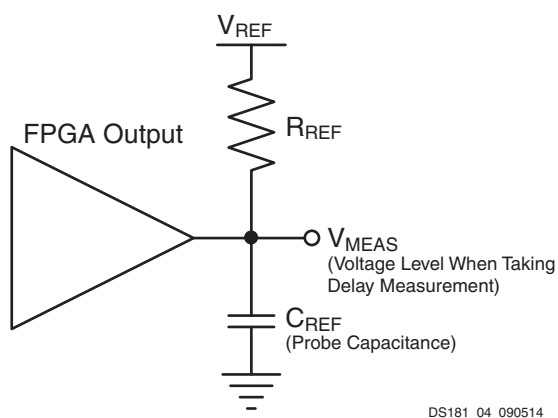 VREF
FPGA Output
RREF
VMEAS
(Voltage Level When Taking
Delay Measurement)
CREF
(Probe Capacitance)
DS181_04_090514